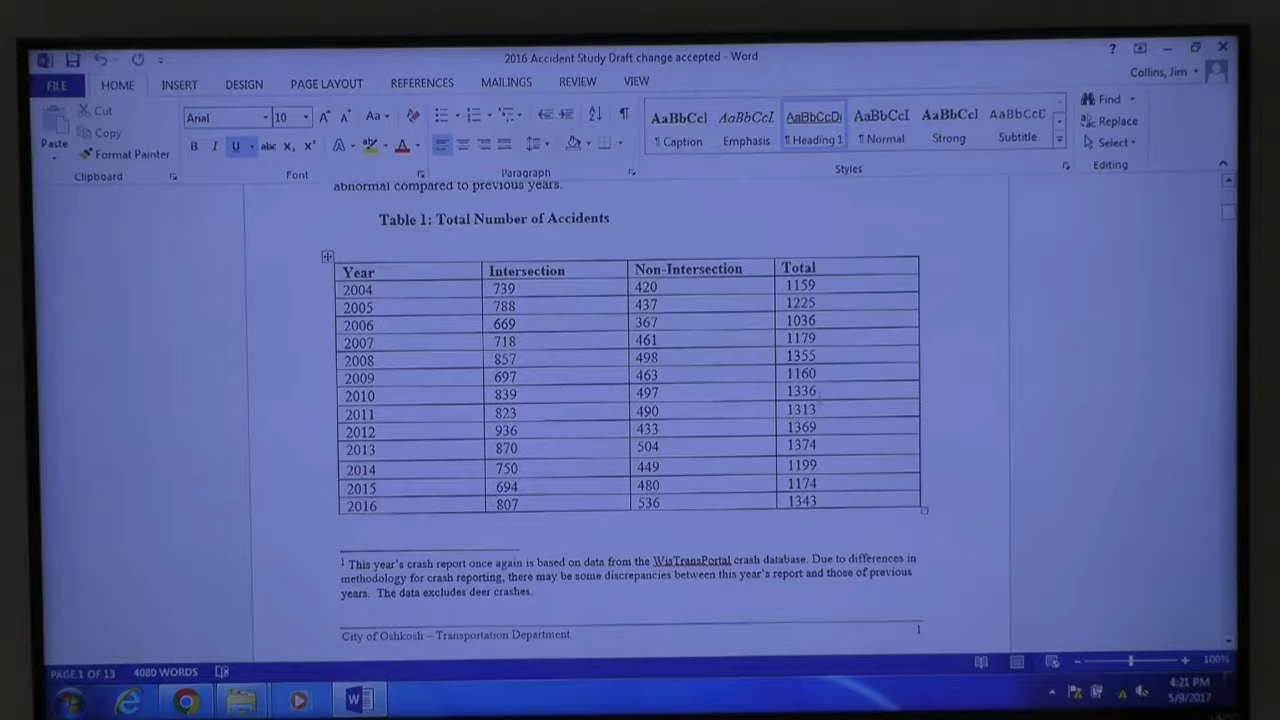 2016 Accident Study Draft change accepted - Word
?
Collins, Jim
FILE HOME INSERT DESIGN PAGE LAYOUT REFERENCES MAILINGS REVIEW VIEW
Paste
Cut
Copy
Format Painter
Clipboard
Arial 10
Aa
B I U abc X₂ X²
Font
Paragraph
AaBbCcI AaBbCcL AaBbCcDi AaBbCcI AaBbCcl AaBbCcD
¶ Caption Emphasis ¶ Heading 1 ¶ Normal Strong Subtitle
Styles
Find
Replace
Select
Editing
abnormal compared to previous years.
Table 1: Total Number of Accidents
Year Intersection Non-Intersection Total
2004 739 420 1159
2005 788 437 1225
2006 669 367 1036
2007 718 461 1179
2008 857 498 1355
2009 697 463 1160
2010 839 497 1336
2011 823 490 1313
2012 936 433 1369
2013 870 504 1374
2014 750 449 1199
2015 694 480 1174
2016 807 536 1343
1 This year's crash report once again is based on data from the WisTransPortal crash database. Due to differences in
methodology for crash reporting, there may be some discrepancies between this year's report and those of previous
years. The data excludes deer crashes.
City of Oshkosh – Transportation Department 1
PAGE 1 OF 13 4080 WORDS 100%
4:21 PM
5/9/2017